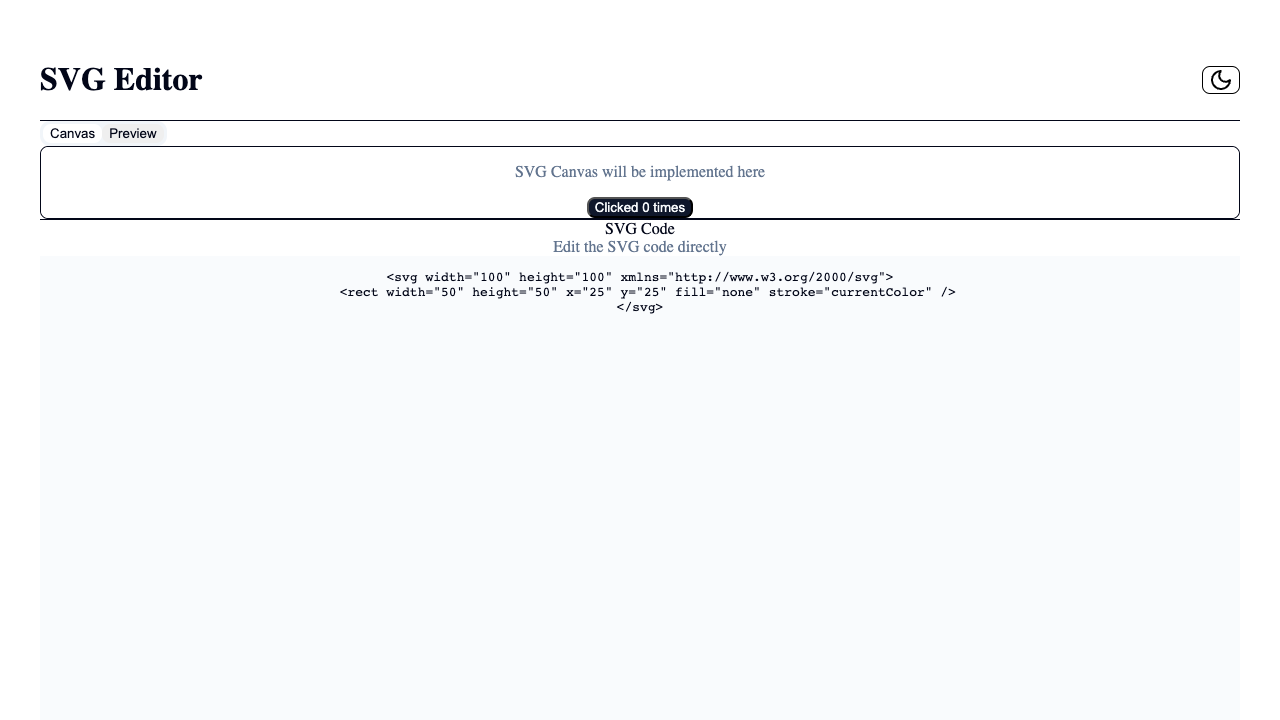 SVG Editor
Canvas Preview
SVG Canvas will be implemented here
Clicked 0 times
SVG Code
Edit the SVG code directly
<svg width="100" height="100" xmlns="http://www.w3.org/2000/svg">
<rect width="50" height="50" x="25" y="25" fill="none" stroke="currentColor" />
</svg>